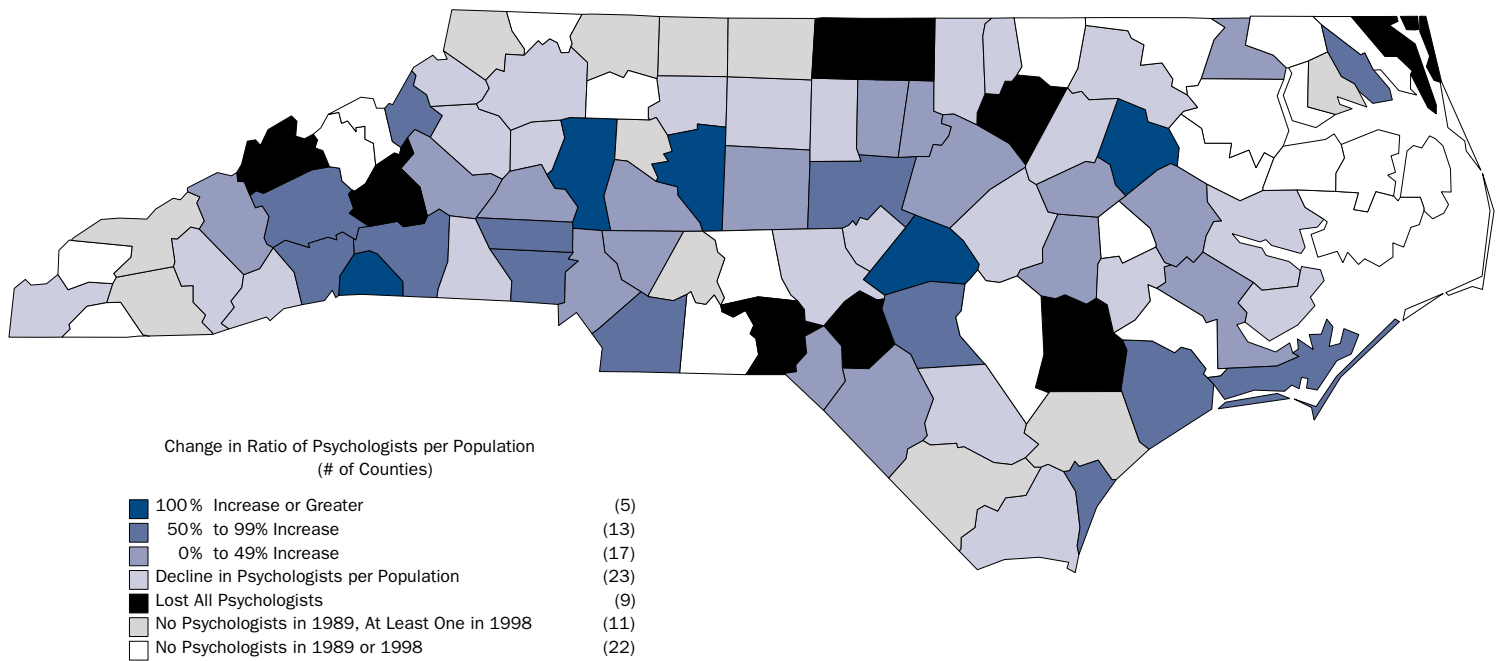 Change in Ratio of Psychologists per Population
(# of Counties)
100% Increase or Greater (5)
50% to 99% Increase (13)
0% to 49% Increase (17)
Decline in Psychologists per Population (23)
Lost All Psychologists (9)
No Psychologists in 1989, At Least One in 1998 (11)
No Psychologists in 1989 or 1998 (22)